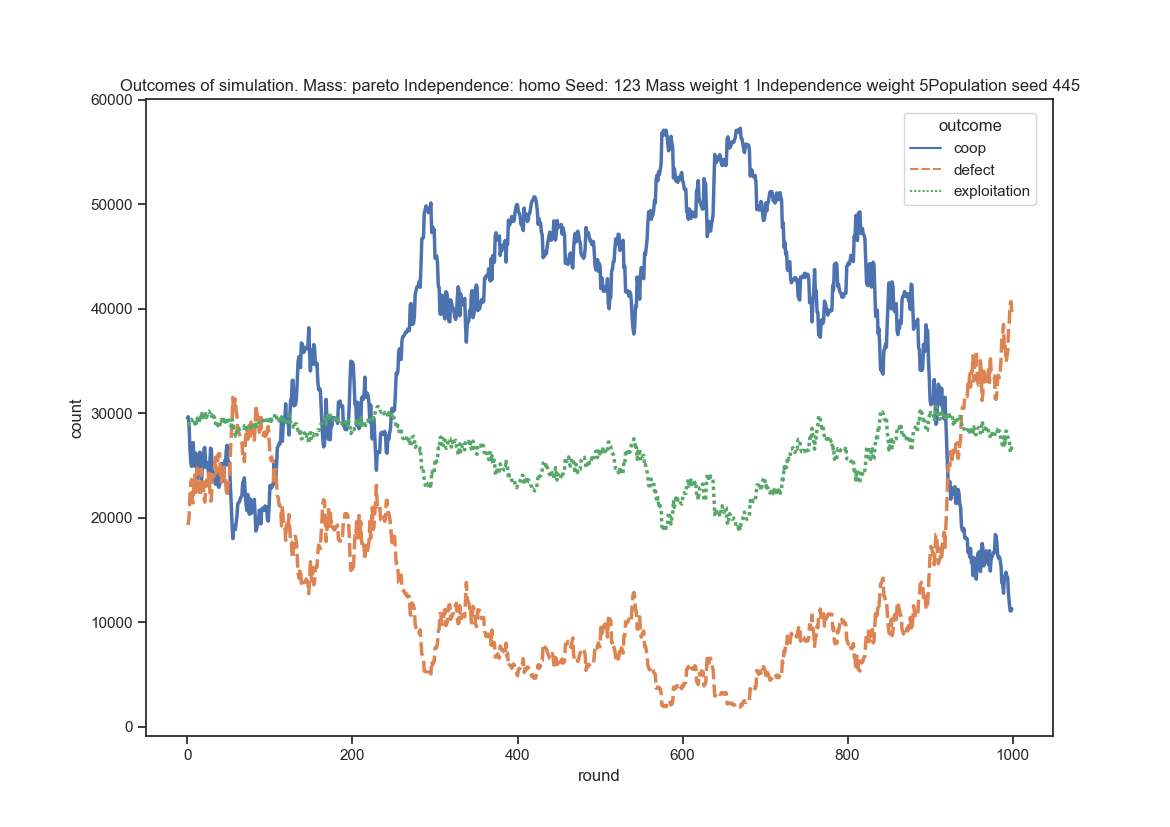 Outcomes of simulation. Mass: pareto Independence: homo Seed: 123 Mass weight 1 Independence weight 5Population seed 445
60000
50000
40000
30000
20000
10000
0
count
outcome
coop
defect
exploitation
0 200 400 600 800 1000
round